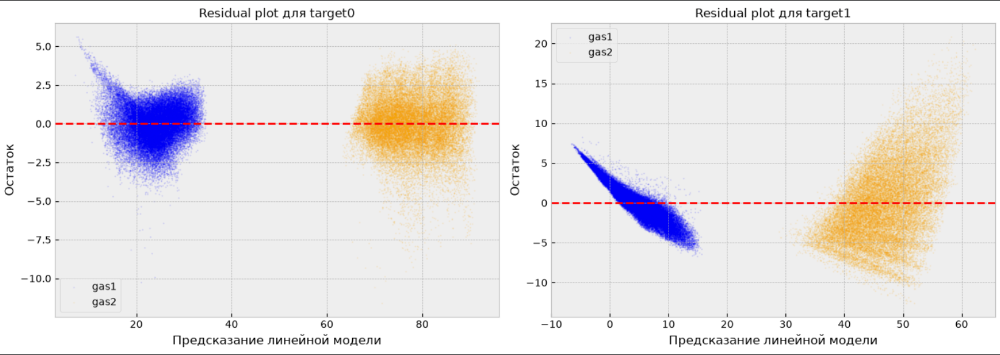 Residual plot для target0
5.0
2.5
0.0
−2.5
−5.0
−7.5
−10.0
Остаток
gas1
gas2
20
40
60
80
Предсказание линейной модели
Residual plot для target1
gas1
gas2
20
15
10
5
0
−5
−10
Остаток
−10
0
10
20
30
40
50
60
Предсказание линейной модели